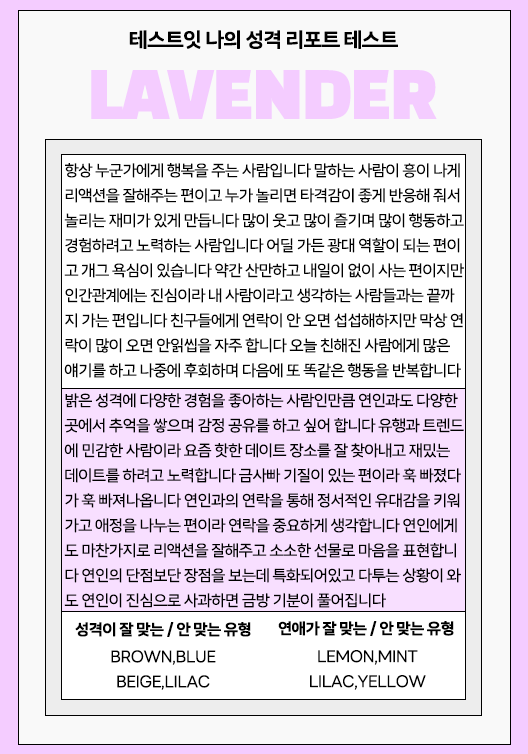 테스트잇 나의 성격 리포트 테스트
LAVENDER
항상 누군가에게 행복을 주는 사람입니다 말하는 사람이 흥이 나게
리액션을 잘해주는 편이고 누가 놀리면 타격감이 좋게 반응해 줘서
놀리는 재미가 있게 만듭니다 많이 웃고 많이 즐기며 많이 행동하고
경험하려고 노력하는 사람입니다 어딜 가든 광대 역할이 되는 편이
고 개그 욕심이 있습니다 약간 산만하고 내일이 없이 사는 편이지만
인간관계에는 진심이라 내 사람이라고 생각하는 사람들과는 끝까
지 가는 편입니다 친구들에게 연락이 안 오면 섭섭해하지만 막상 연
락이 많이 오면 안읽씹을 자주 합니다 오늘 친해진 사람에게 많은
얘기를 하고 나중에 후회하며 다음에 또 똑같은 행동을 반복합니다
밝은 성격에 다양한 경험을 좋아하는 사람인만큼 연인과도 다양한
곳에서 추억을 쌓으며 감정 공유를 하고 싶어 합니다 유행과 트렌드
에 민감한 사람이라 요즘 핫한 데이트 장소를 잘 찾아내고 재밌는
데이트를 하려고 노력합니다 금사빠 기질이 있는 편이라 훅 빠졌다
가 훅 빠져나옵니다 연인과의 연락을 통해 정서적인 유대감을 키워
가고 애정을 나누는 편이라 연락을 중요하게 생각합니다 연인에게
도 마찬가지로 리액션을 잘해주고 소소한 선물로 마음을 표현합니
다 연인의 단점보단 장점을 보는데 특화되어있고 다투는 상황이 와
도 연인이 진심으로 사과하면 금방 기분이 풀어집니다
성격이 잘 맞는 / 안 맞는 유형
BROWN,BLUE
BEIGE,LILAC
연애가 잘 맞는 / 안 맞는 유형
LEMON,MINT
LILAC,YELLOW